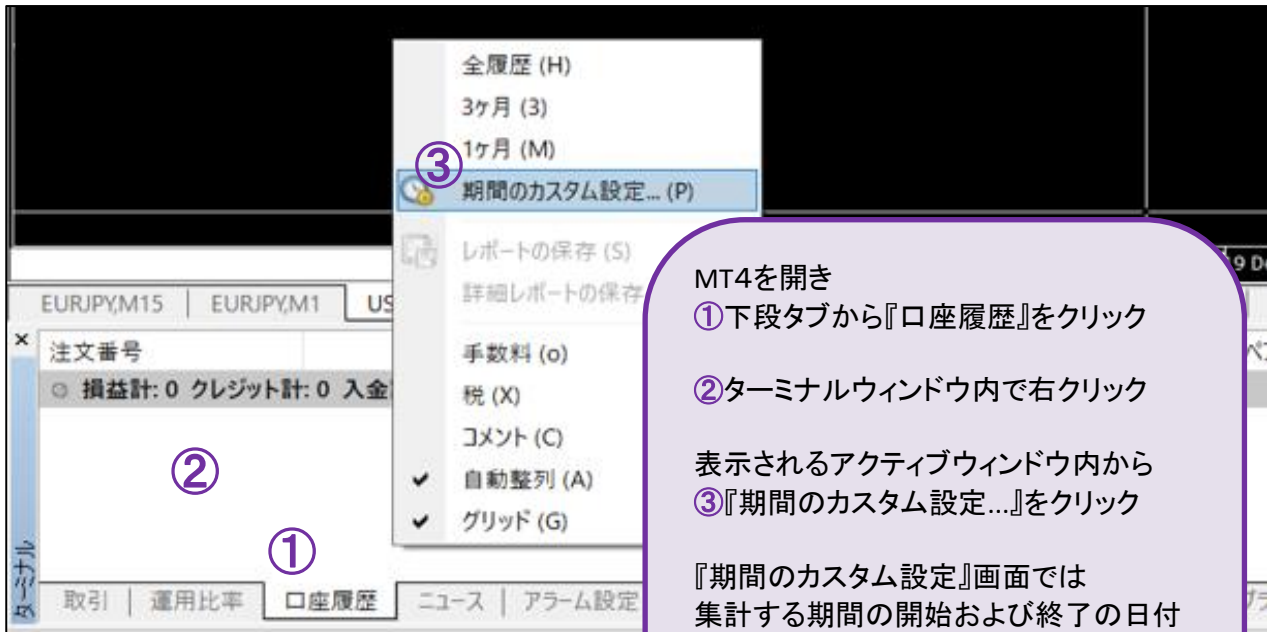 全履歴 (H)
3ケ月 (3)
1ケ月 (M)
③
期間のカスタム設定... (P)
レポートの保存 (S)
詳細レポートの保存
手数料 (o)
税 (X)
コメント (C)
自動整列 (A)
グリッド (G)
EURJPY,M15
EURJPY,M1
US
注文番号
損益計: 0 クレジット計: 0 入金
②
①
ターミナル
取引
運用比率
口座履歴
ニュース
アラーム設定
MT4を開き
①下段タブから『口座履歴』をクリック
②ターミナルウィンドウ内で右クリック
表示されるアクティブウィンドウ内から
③『期間のカスタム設定...』をクリック
『期間のカスタム設定』画面では
集計する期間の開始および終了の日付